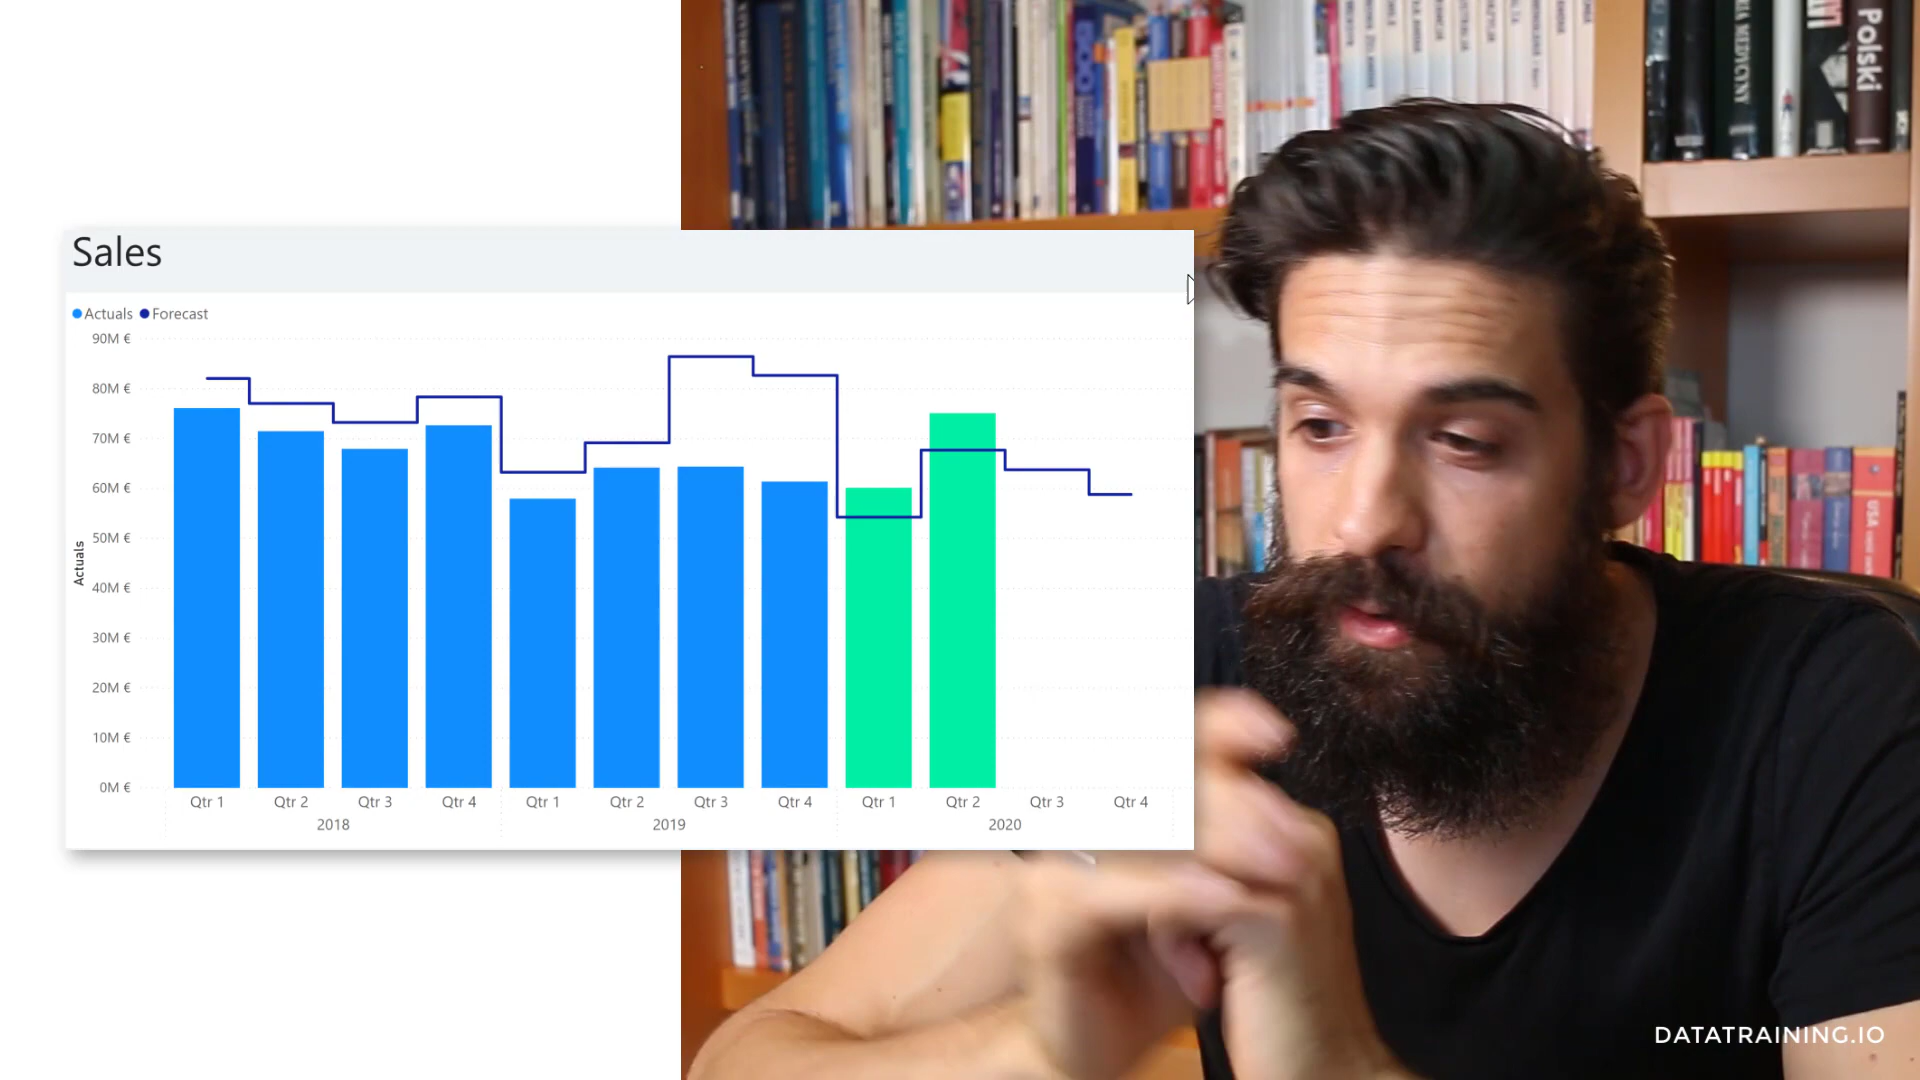 Sales
Actuals Forecast
90M €
80M €
70M €
60M €
50M €
40M €
30M €
20M €
10M €
0M €
Actuals
Qtr 1 Qtr 2 Qtr 3 Qtr 4 Qtr 1 Qtr 2 Qtr 3 Qtr 4 Qtr 1 Qtr 2 Qtr 3 Qtr 4
2018 2019 2020
Polski
USA
DATATRAINING.IO